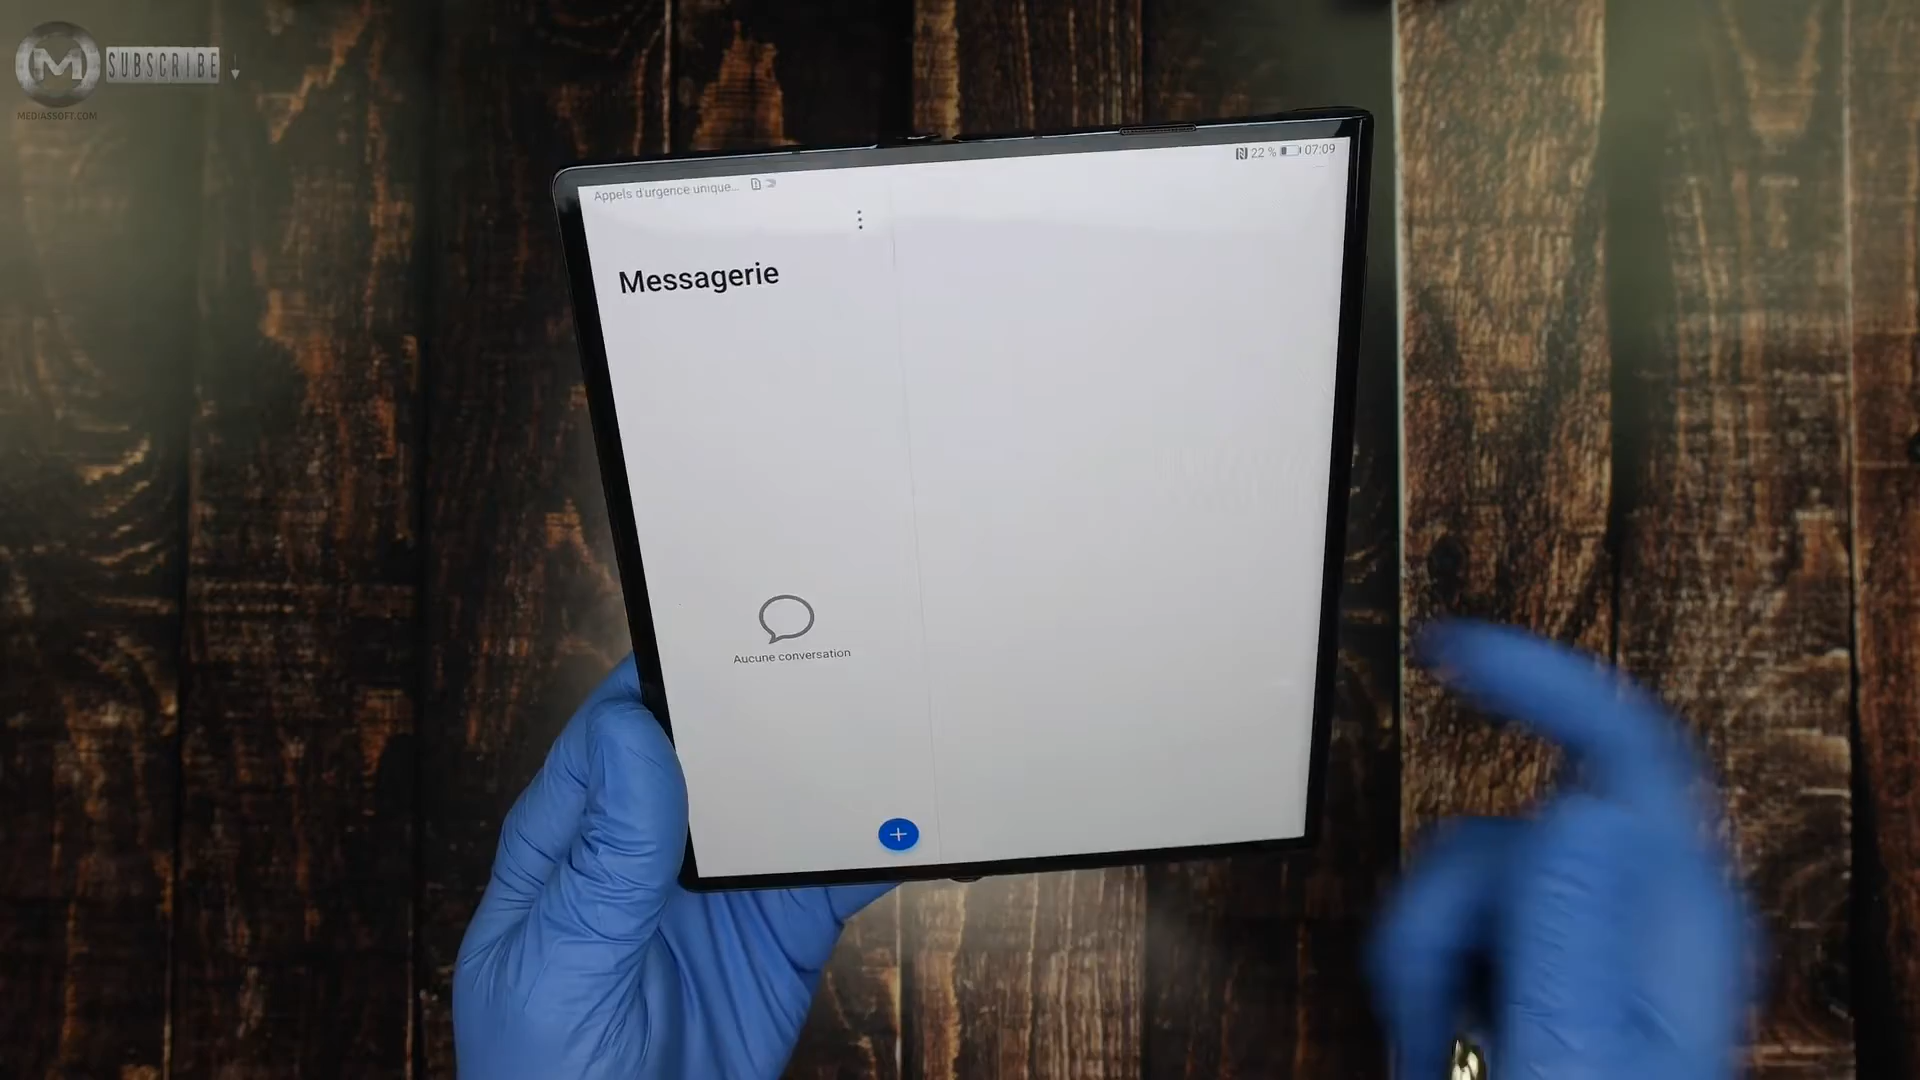 SUBSCRIBE
MEDIASSOFT.COM
Appels d'urgence unique...
22 % 07:09
Messagerie
Aucune conversation